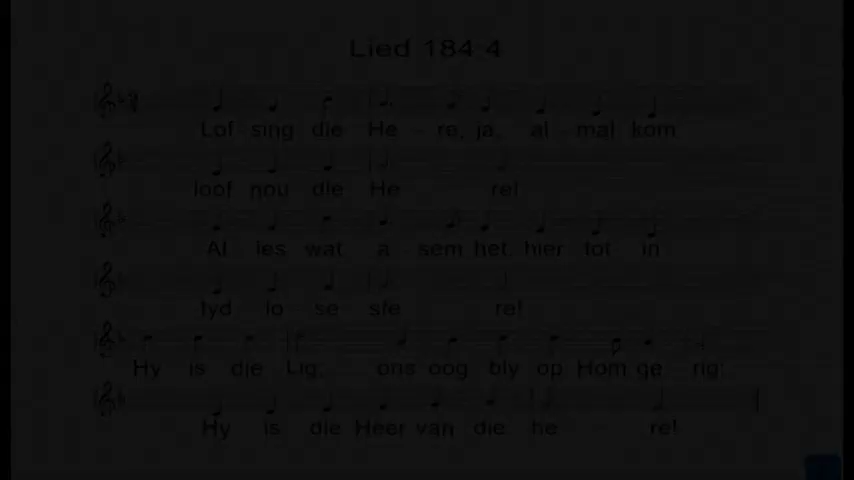 Lied 184:4
Lof - sing die He - re, ja, al - mal kom
loof nou die He re!
Al - les wat a - sem het hier tot in
tyd - lo - se sfe re!
Hy is die Lig; ons oog bly op Hom ge - rig;
Hy is die Heer van die he - re!